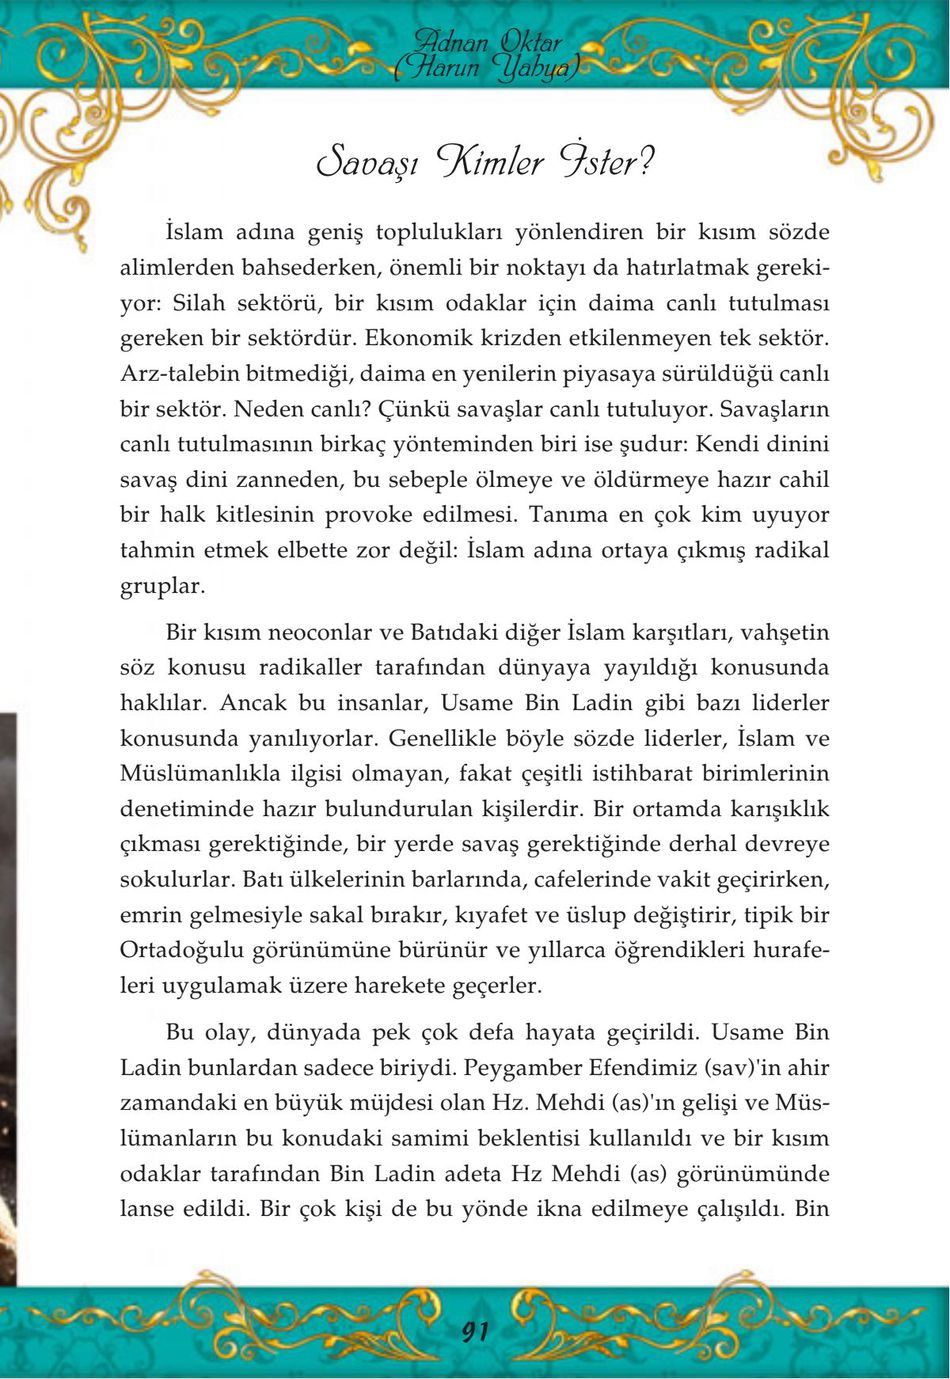 Adnan Oktar
(Harun Yahya)
Savaşı Kimler İster?
İslam adına geniş toplulukları yönlendiren bir kısım sözde
alimlerden bahsederken, önemli bir noktayı da hatırlatmak gereki-
yor: Silah sektörü, bir kısım odaklar için daima canlı tutulması
gereken bir sektördür. Ekonomik krizden etkilenmeyen tek sektör.
Arz-talebin bitmediği, daima en yenilerin piyasaya sürüldüğü canlı
bir sektör. Neden canlı? Çünkü savaşlar canlı tutuluyor. Savaşların
canlı tutulmasının birkaç yönteminden biri ise şudur: Kendi dinini
savaş dini zanneden, bu sebeple ölmeye ve öldürmeye hazır cahil
bir halk kitlesinin provoke edilmesi. Tanıma en çok kim uyuyor
tahmin etmek elbette zor değil: İslam adına ortaya çıkmış radikal
gruplar.
Bir kısım neoconlar ve Batıdaki diğer İslam karşıtları, vahşetin
söz konusu radikaller tarafından dünyaya yayıldığı konusunda
haklılar. Ancak bu insanlar, Usame Bin Ladin gibi bazı liderler
konusunda yanılıyorlar. Genellikle böyle sözde liderler, İslam ve
Müslümanlıkla ilgisi olmayan, fakat çeşitli istihbarat birimlerinin
denetiminde hazır bulundurulan kişilerdir. Bir ortamda karışıklık
çıkması gerektiğinde, bir yerde savaş gerektiğinde derhal devreye
sokulurlar. Batı ülkelerinin barlarında, cafelerinde vakit geçirirken,
emrin gelmesiyle sakal bırakır, kıyafet ve üslup değiştirir, tipik bir
Ortadoğulu görünümüne bürünür ve yıllarca öğrendikleri hurafe-
leri uygulamak üzere harekete geçerler.
Bu olay, dünyada pek çok defa hayata geçirildi. Usame Bin
Ladin bunlardan sadece biriydi. Peygamber Efendimiz (sav)'in ahir
zamandaki en büyük müjdesi olan Hz. Mehdi (as)'ın gelişi ve Müs-
lümanların bu konudaki samimi beklentisi kullanıldı ve bir kısım
odaklar tarafından Bin Ladin adeta Hz Mehdi (as) görünümünde
lanse edildi. Bir çok kişi de bu yönde ikna edilmeye çalışıldı. Bin
91